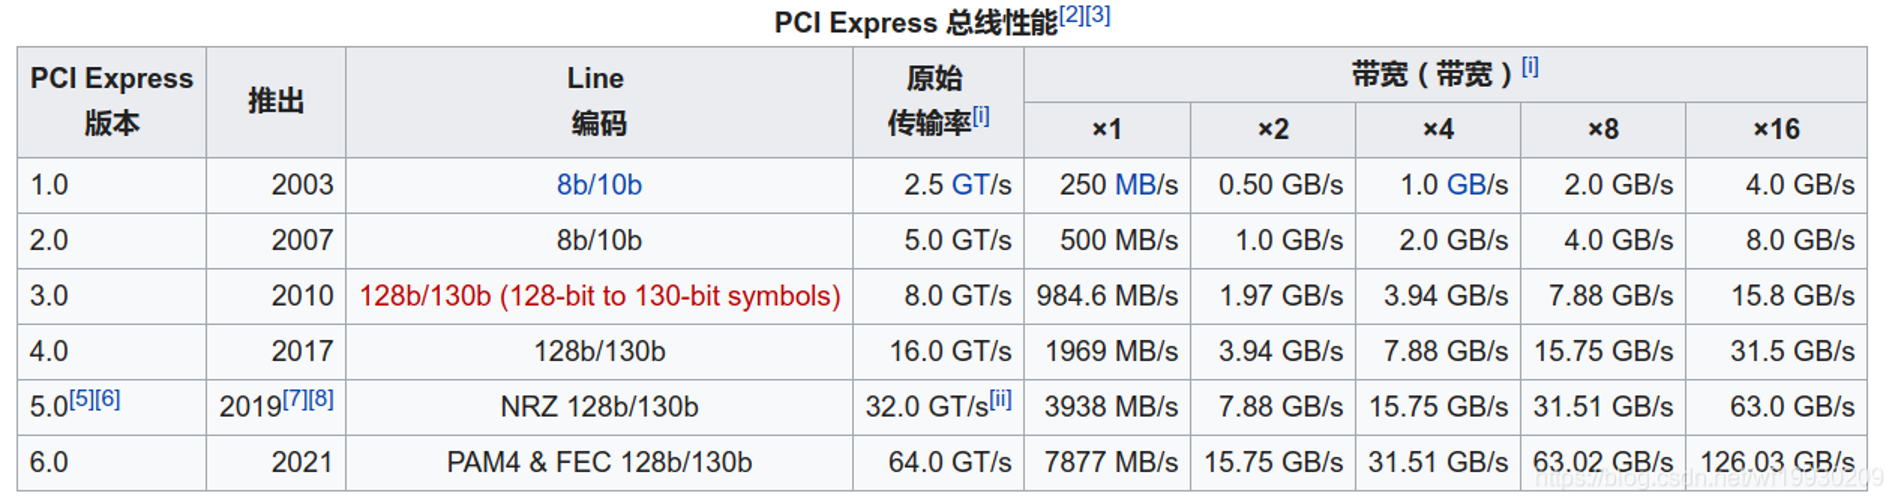 PCI Express 总线性能[2][3]
PCI Express 版本 推出 Line 编码 原始 传输率[i] 带宽（带宽）[i]
×1 ×2 ×4 ×8 ×16
1.0 2003 8b/10b 2.5 GT/s 250 MB/s 0.50 GB/s 1.0 GB/s 2.0 GB/s 4.0 GB/s
2.0 2007 8b/10b 5.0 GT/s 500 MB/s 1.0 GB/s 2.0 GB/s 4.0 GB/s 8.0 GB/s
3.0 2010 128b/130b (128-bit to 130-bit symbols) 8.0 GT/s 984.6 MB/s 1.97 GB/s 3.94 GB/s 7.88 GB/s 15.8 GB/s
4.0 2017 128b/130b 16.0 GT/s 1969 MB/s 3.94 GB/s 7.88 GB/s 15.75 GB/s 31.5 GB/s
5.0[5][6] 2019[7][8] NRZ 128b/130b 32.0 GT/s[ii] 3938 MB/s 7.88 GB/s 15.75 GB/s 31.51 GB/s 63.0 GB/s
6.0 2021 PAM4 & FEC 128b/130b 64.0 GT/s 7877 MB/s 15.75 GB/s 31.51 GB/s 63.02 GB/s 126.03 GB/s
https://blog.csdn.net/wl19930209